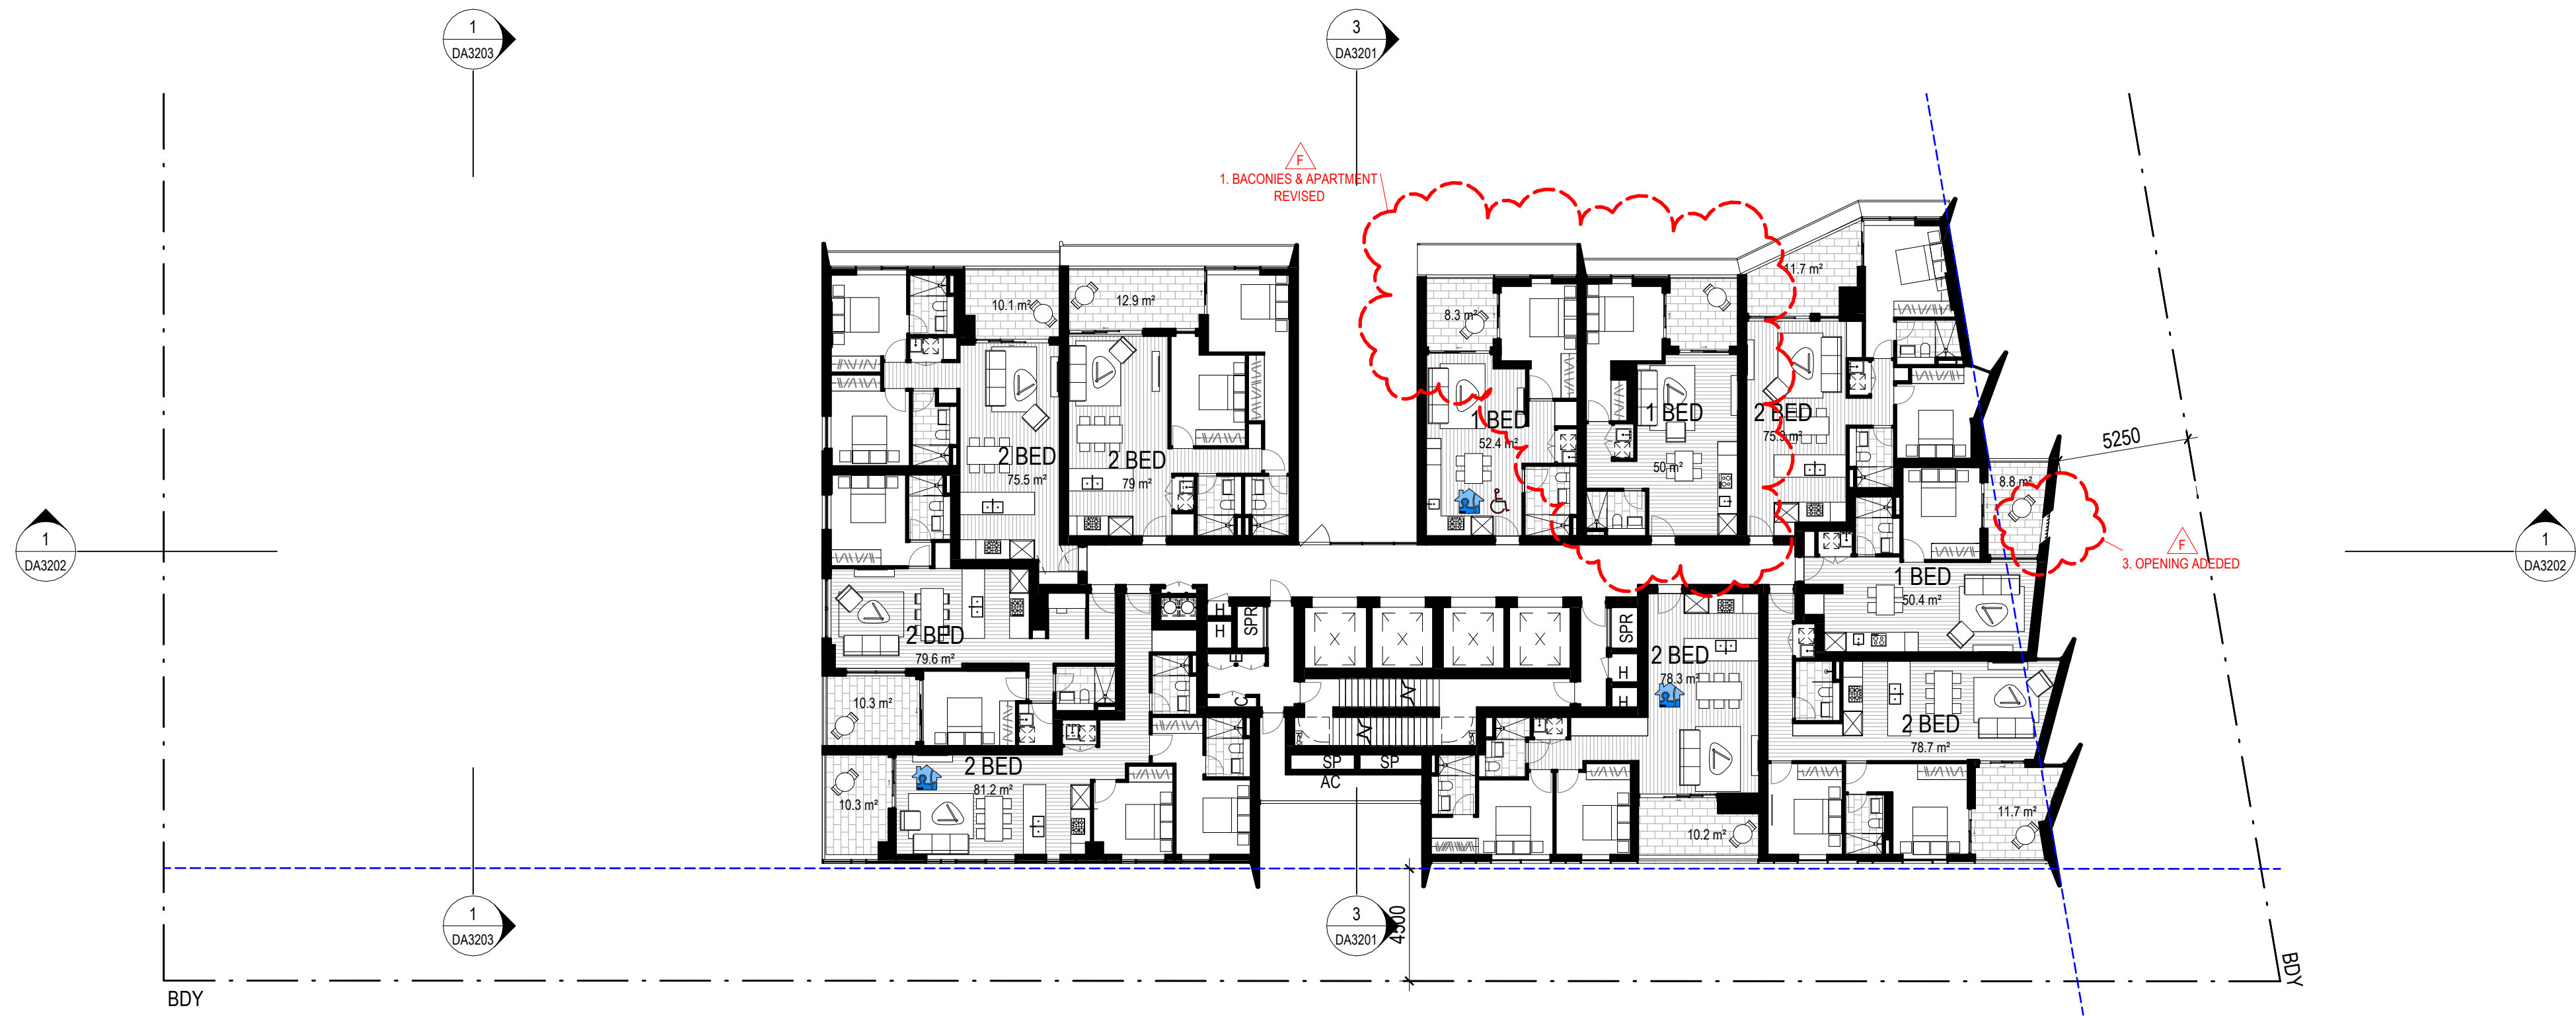 1
DA3203
3
DA3201
F
1. BACONIES & APARTMENT
REVISED
10.1 m²
12.9 m²
8.3 m²
11.7 m²
1 BED
52.4 m²
1 BED
50 m²
2 BED
75.9 m²
2 BED
75.5 m²
2 BED
79 m²
5250
8.8 m²
F
3. OPENING ADEDED
1
DA3202
1
DA3202
1 BED
50.4 m²
2 BED
79.6 m²
H
H
SPR
E
C
SPR
H
H
2 BED
78.3 m²
10.3 m²
2 BED
78.7 m²
2 BED
81.2 m²
10.3 m²
SP
SP
AC
10.2 m²
11.7 m²
1
DA3203
3
DA3201
4500
BDY
BDY